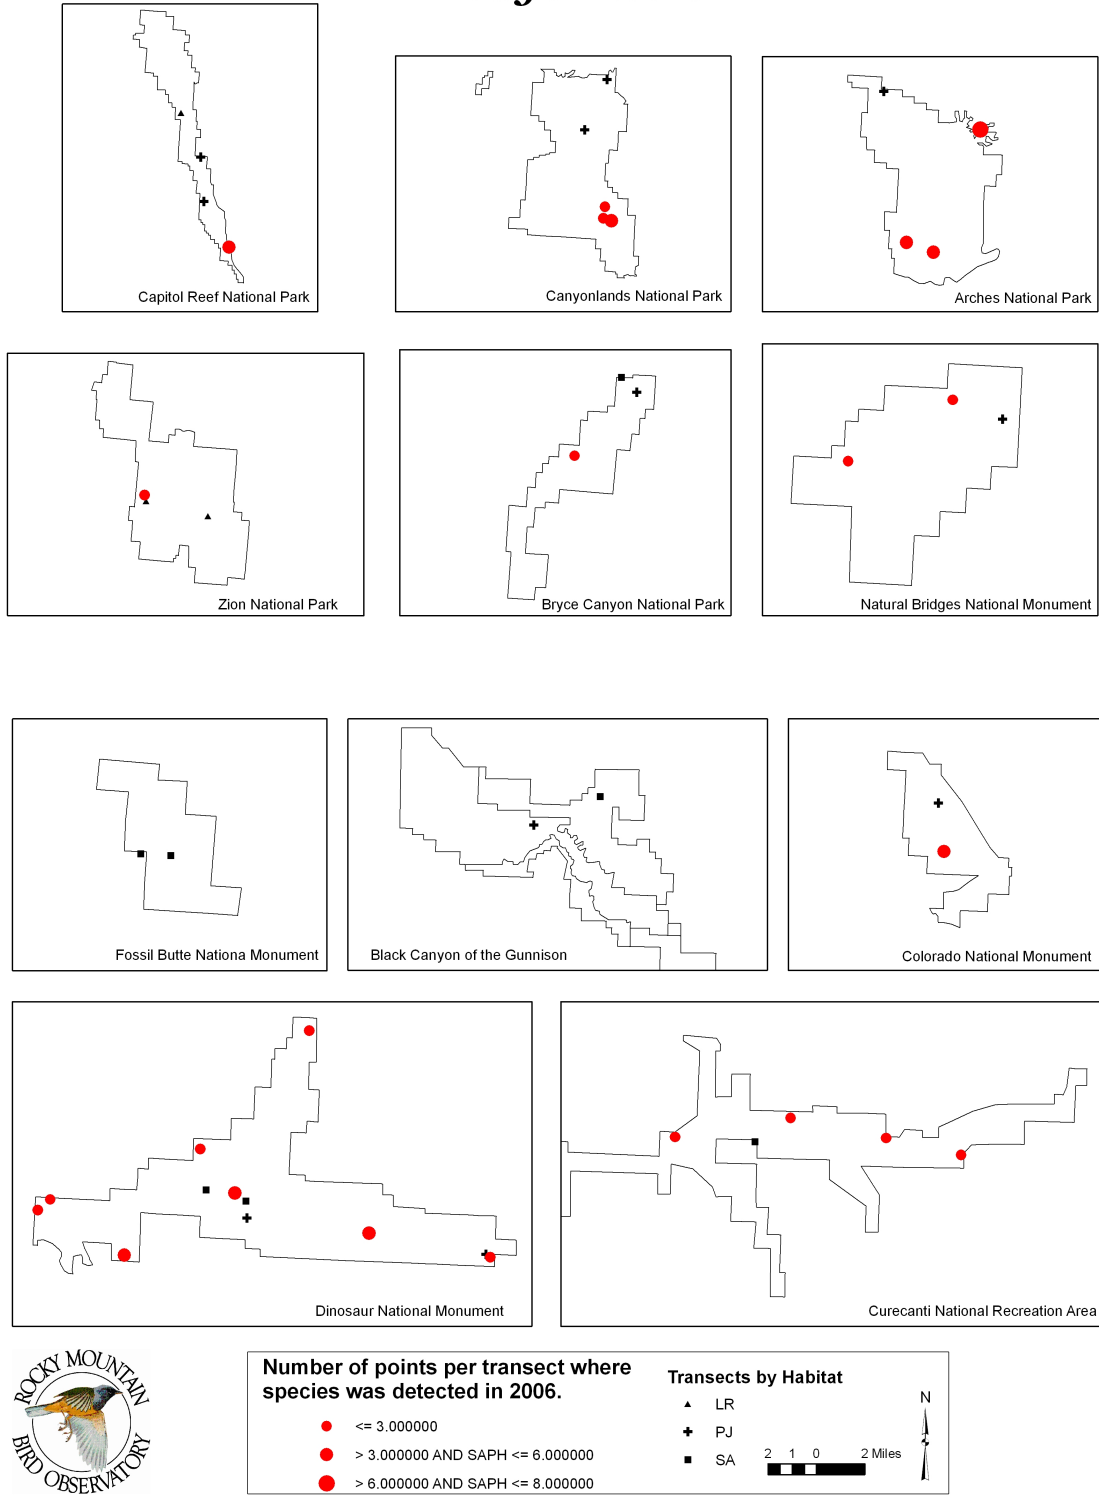 Capitol Reef National Park
Canyonlands National Park
Arches National Park
Zion National Park
Bryce Canyon National Park
Natural Bridges National Monument
Fossil Butte Nationa Monument
Black Canyon of the Gunnison
Colorado National Monument
Dinosaur National Monument
Curecanti National Recreation Area
ROCKY MOUNTAIN
BIRD OBSERVATORY
Number of points per transect where
species was detected in 2006.
<= 3.000000
> 3.000000 AND SAPH <= 6.000000
> 6.000000 AND SAPH <= 8.000000
Transects by Habitat
LR
PJ
SA
2 1 0 2 Miles
N